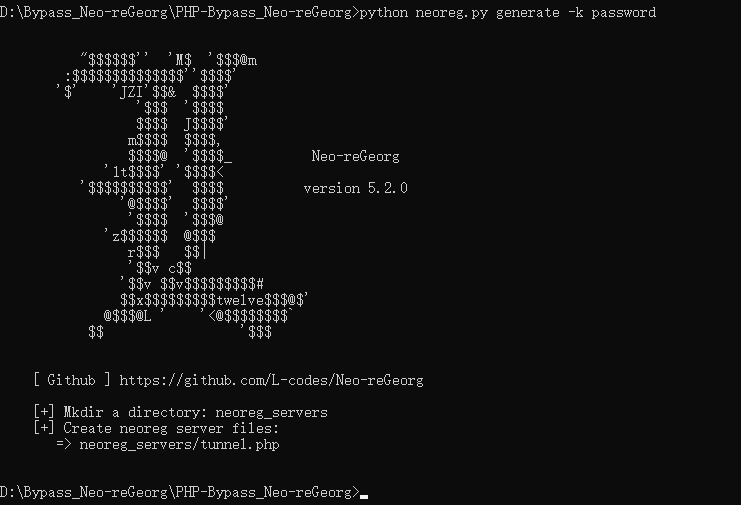 D:\Bypass_Neo-reGeorg\PHP-Bypass_Neo-reGeorg>python neoreg.py generate -k password
"$$$$$$''  'M$  '$$$@m
:$$$$$$$$$$$$$$''$$$$'
'$'    'JZI'$$&  $$$$'
'$$$  '$$$$
$$$$  J$$$$'
m$$$$  $$$$,
$$$$@  '$$$$_          Neo-reGeorg
'1t$$$$' '$$$$<
'$$$$$$$$$$'  $$$$          version 5.2.0
'@$$$$'  $$$$'
'$$$$  '$$$@
'z$$$$$$  @$$$
r$$$   $$|
'$$v c$$
'$$v $$v$$$$$$$$$#
$$x$$$$$$$$$twelve$$$@$'
@$$$@L '    '<@$$$$$$$$`
$$                 '$$$
[ Github ] https://github.com/L-codes/Neo-reGeorg
[+] Mkdir a directory: neoreg_servers
[+] Create neoreg server files:
=> neoreg_servers/tunnel.php
D:\Bypass_Neo-reGeorg\PHP-Bypass_Neo-reGeorg>